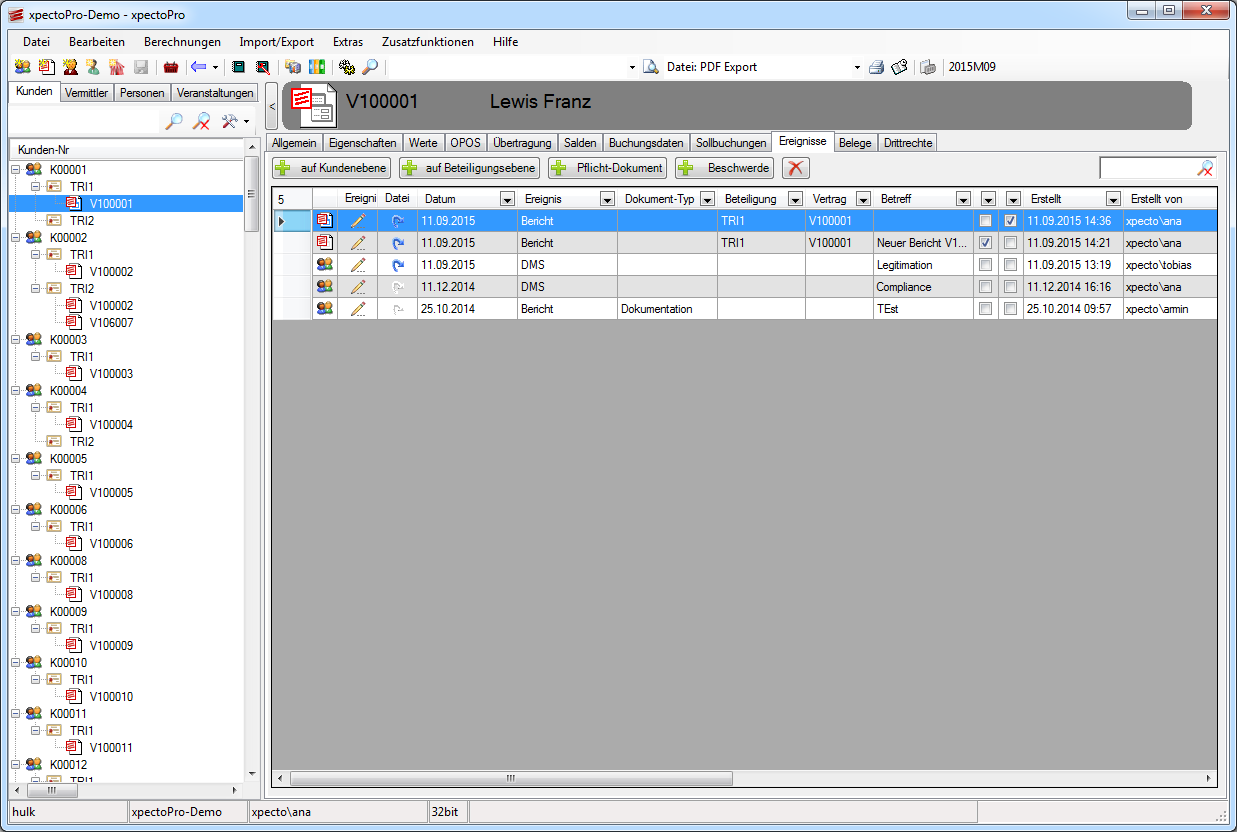 xpectoPro-Demo - xpectoPro
Datei Bearbeiten Berechnungen Import/Export Extras Zusatzfunktionen Hilfe
Datei: PDF Export 2015M09
Kunden Vermittler Personen Veranstaltungen
Kunden-Nr
K00001
TRI1
V100001
TRI2
K00002
TRI1
V100002
TRI2
V100002
V106007
K00003
TRI1
V100003
K00004
TRI1
V100004
TRI2
K00005
TRI1
V100005
K00006
TRI1
V100006
K00008
TRI1
V100008
K00009
TRI1
V100009
K00010
TRI1
V100010
K00011
TRI1
V100011
K00012
TRI1
<
V100001 Lewis Franz
Allgemein Eigenschaften Werte OPOS Übertragung Salden Buchungsdaten Sollbuchungen Ereignisse Belege Drittrechte
auf Kundenebene auf Beteiligungsebene Pflicht-Dokument Beschwerde
5 Ereigni Datei Datum Ereignis Dokument-Typ Beteiligung Vertrag Betreff Erstellt Erstellt von
11.09.2015 Bericht TRI1 V100001 11.09.2015 14:36 xpecto\ana
11.09.2015 Bericht TRI1 V100001 Neuer Bericht V1... 11.09.2015 14:21 xpecto\ana
11.09.2015 DMS Legitimation 11.09.2015 13:19 xpecto\tobias
11.12.2014 DMS Compliance 11.12.2014 16:16 xpecto\ana
25.10.2014 Bericht Dokumentation TEst 25.10.2014 09:57 xpecto\armin
hulk xpectoPro-Demo xpecto\ana 32bit